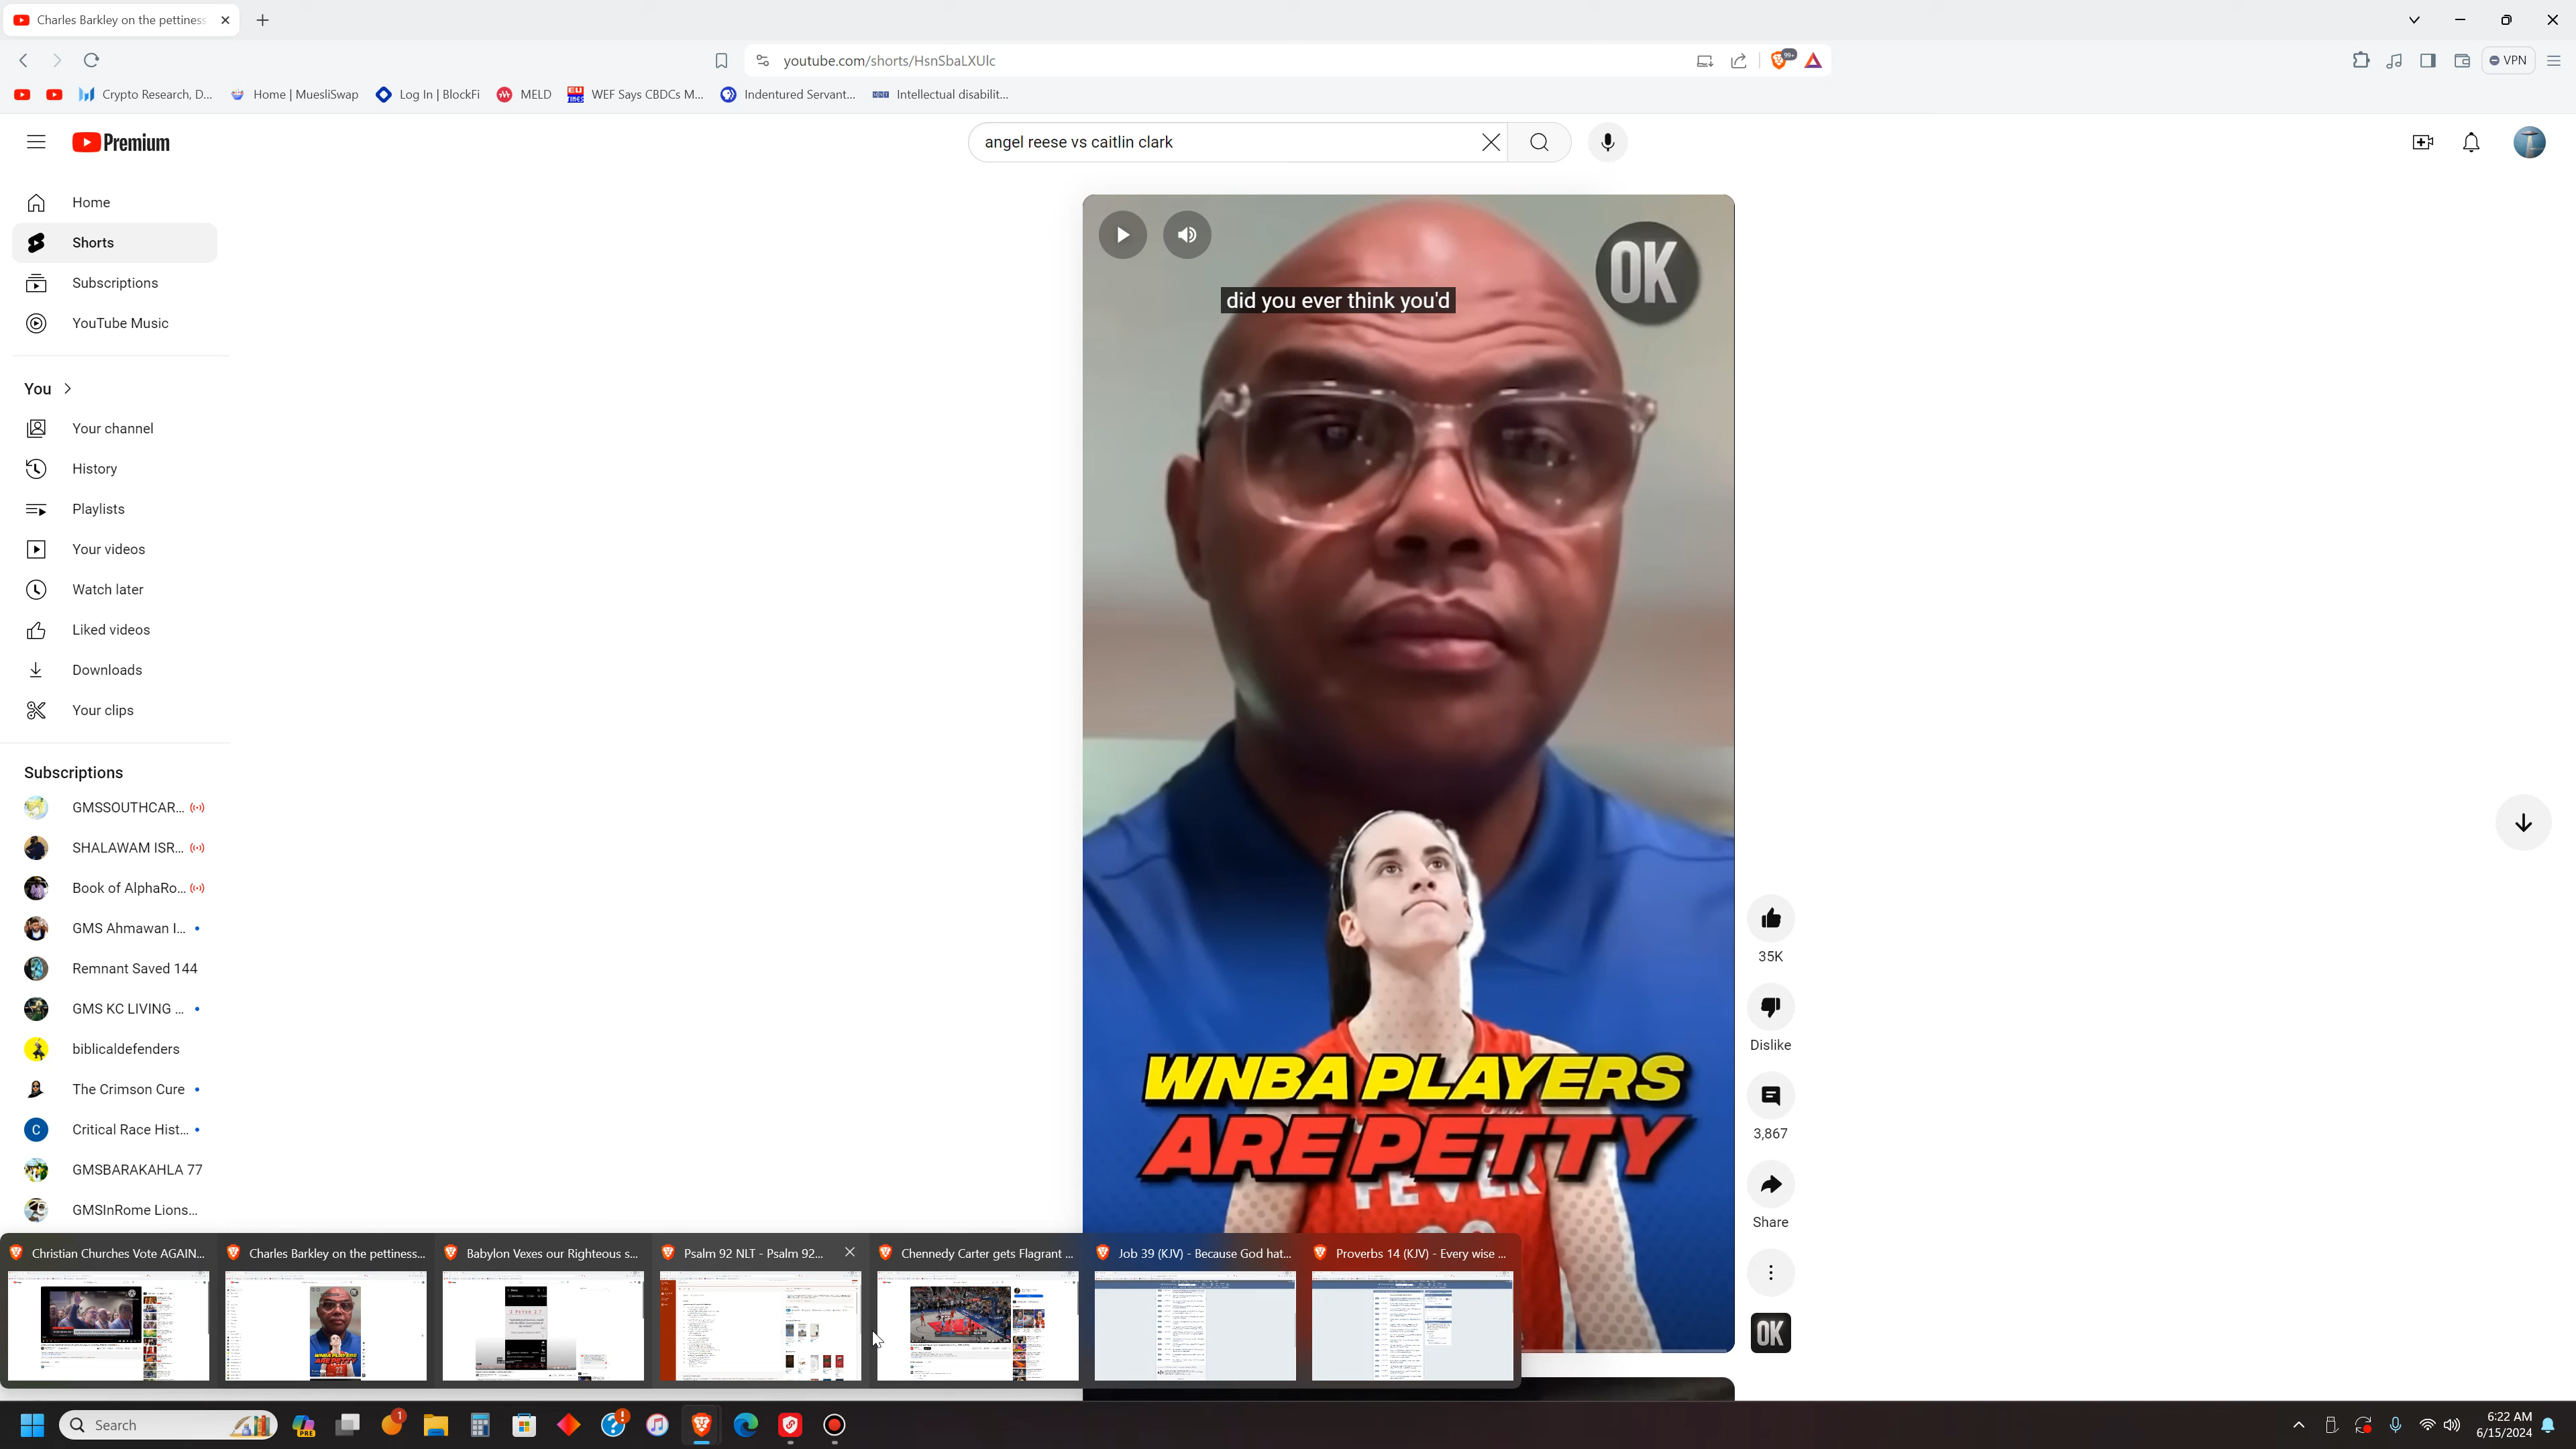 Charles Barkley on the pettiness
youtube.com/shorts/HsnSbaLXUlc
99+
VPN
Crypto Research, D...
Home | MuesliSwap
Log In | BlockFi
MELD
WEF Says CBDCs M...
Indentured Servant...
Intellectual disabilit...
Premium
angel reese vs caitlin clark
Home
Shorts
Subscriptions
YouTube Music
You
Your channel
History
Playlists
Your videos
Watch later
Liked videos
Downloads
Your clips
Subscriptions
GMSSOUTHCAR...
SHALAWAM ISR...
Book of AlphaRo...
GMS Ahmawan I...
Remnant Saved 144
GMS KC LIVING ...
biblicaldefenders
The Crimson Cure
C
Critical Race Hist...
GMSBARAKAHLA 77
GMSInRome Lions...
OK
did you ever think you'd
WNBA PLAYERS
ARE PETTY
FEVER
35K
Dislike
3,867
Share
OK
Christian Churches Vote AGAIN...
Charles Barkley on the pettiness...
Babylon Vexes our Righteous s...
Psalm 92 NLT - Psalm 92...
Chennedy Carter gets Flagrant ...
Job 39 (KJV) - Because God hat...
Proverbs 14 (KJV) - Every wise ...
WNBA PLAYERS
ARE PETTY
Search
PRE
1
6:22 AM
6/15/2024